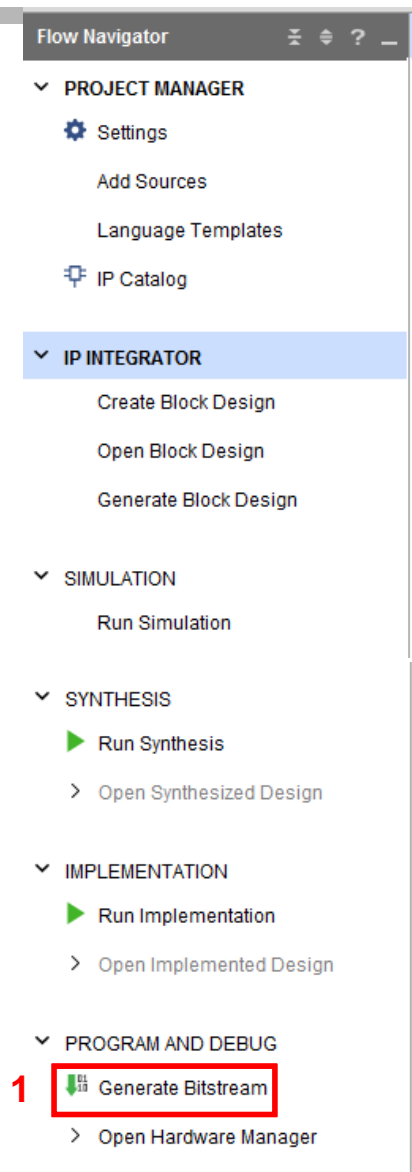 Flow Navigator ?
PROJECT MANAGER
Settings
Add Sources
Language Templates
IP Catalog
IP INTEGRATOR
Create Block Design
Open Block Design
Generate Block Design
SIMULATION
Run Simulation
SYNTHESIS
Run Synthesis
Open Synthesized Design
IMPLEMENTATION
Run Implementation
Open Implemented Design
PROGRAM AND DEBUG
1 Generate Bitstream
Open Hardware Manager